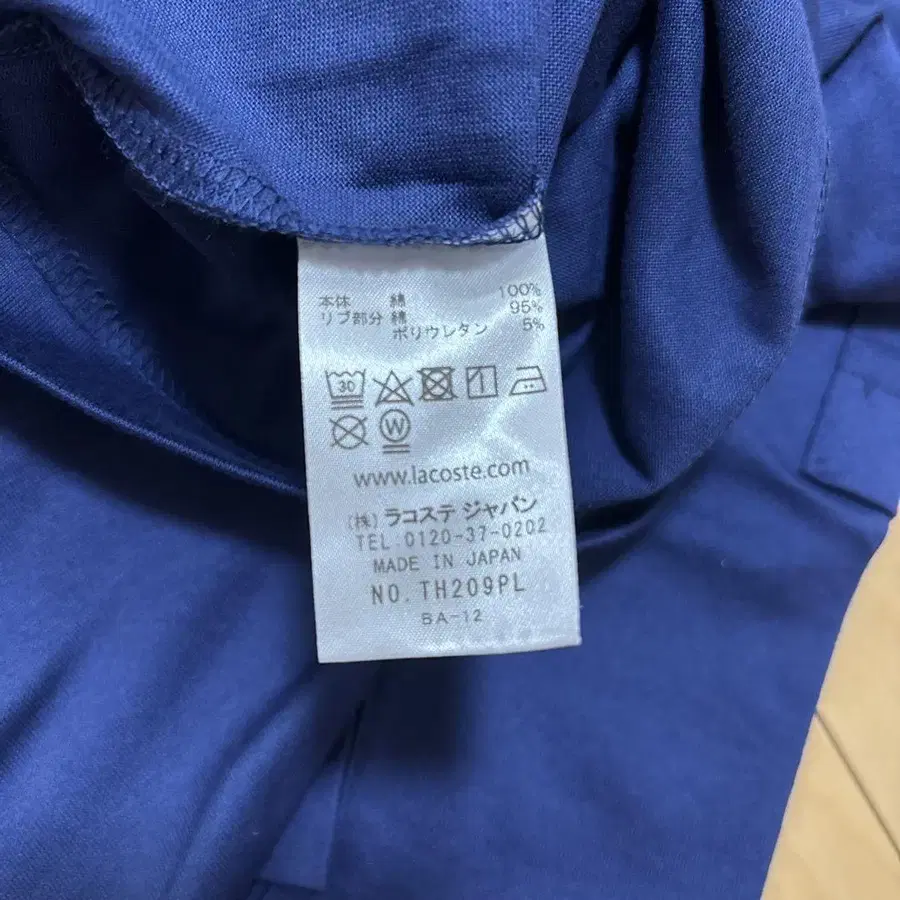 本体 綿 100%
リブ部分 綿 95%
ポリウレタン 5%
30
W
www.lacoste.com
(株) ラコステ ジャパン
TEL 0120-37-0202
MADE IN JAPAN
NO. TH209PL
BA-12